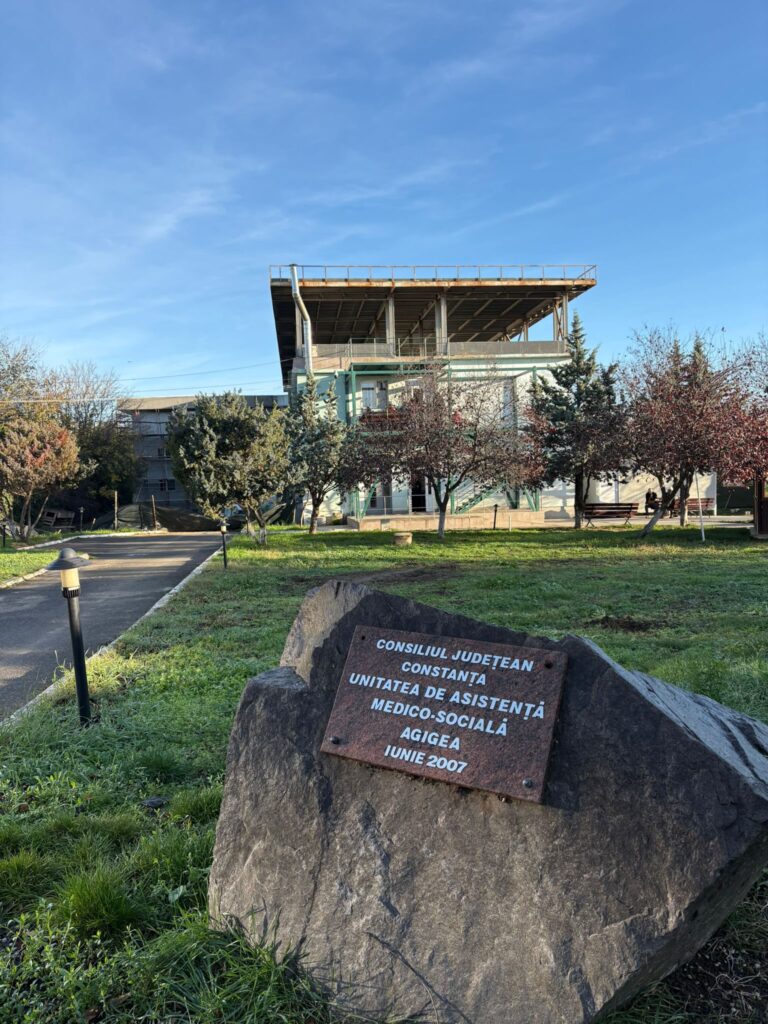 CONSILIUL JUDEȚEAN
CONSTANȚA
UNITATEA DE ASISTENȚĂ
MEDICO-SOCIALĂ
AGIGEA
IUNIE 2007